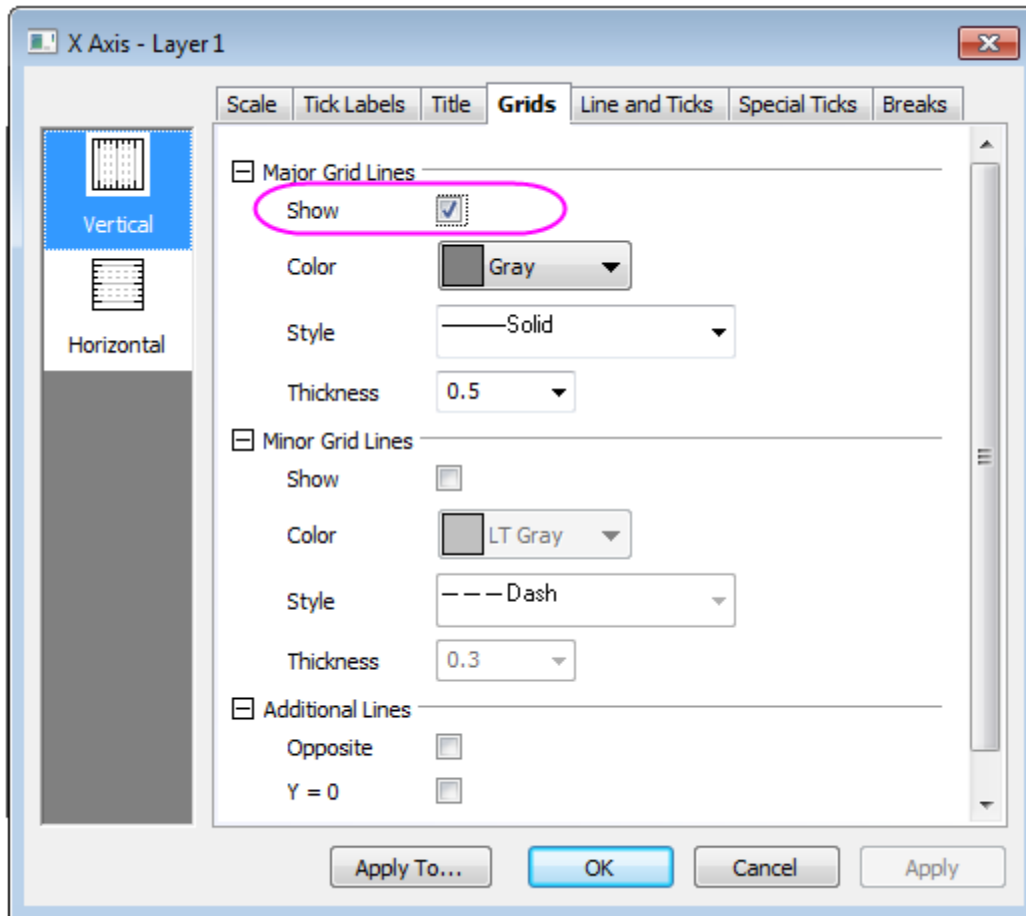 X Axis - Layer 1
Scale Tick Labels Title Grids Line and Ticks Special Ticks Breaks
Vertical
Horizontal
Major Grid Lines
Show
Color Gray
Style Solid
Thickness 0.5
Minor Grid Lines
Show
Color LT Gray
Style Dash
Thickness 0.3
Additional Lines
Opposite
Y = 0
Apply To... OK Cancel Apply